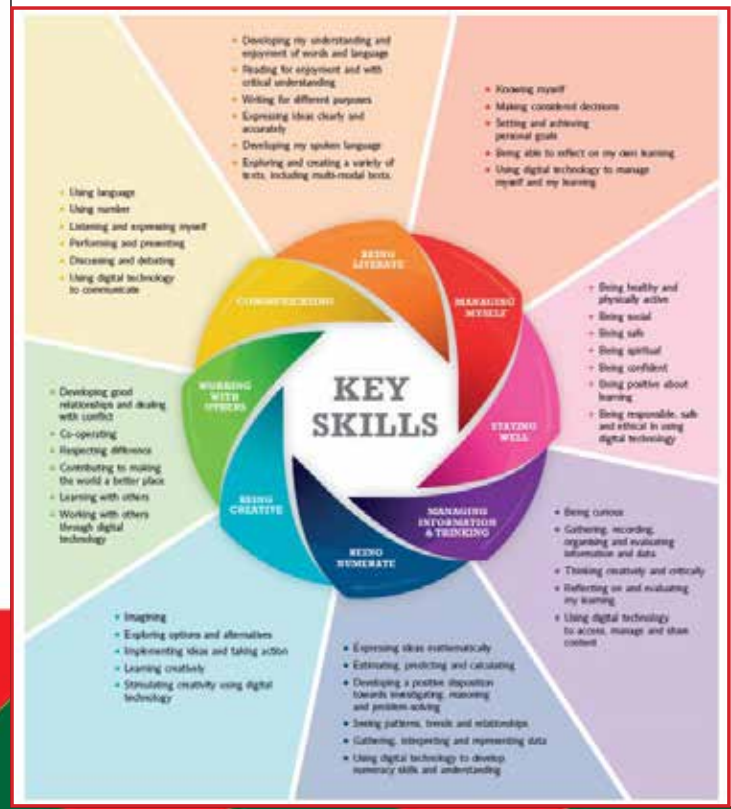 Developing my understanding and
enjoyment of words and language
Reading for enjoyment and with
critical understanding
Writing for different purposes
Expressing ideas clearly and
accurately
Developing my spoken language
Exploring and creating a variety of
texts, including multi-modal texts.
Knowing myself
Making considered decisions
Setting and achieving
personal goals
Being able to reflect on my own learning
Using digital technology to manage
myself and my learning
Using language
Using number
Listening and expressing myself
Performing and presenting
Discussing and debating
Using digital technology
to communicate
BEING
LITERATE
COMMUNICATING
MANAGING
MYSELF
Being healthy and
physically active
Being social
Being safe
Being spiritual
Being confident
Being positive about
learning
Being responsible, safe
and ethical in using
digital technology
WORKING
WITH
OTHERS
KEY
SKILLS
STAYING
WELL
Developing good
relationships and dealing
with conflict
Co-operating
Respecting difference
Contributing to making
the world a better place
Learning with others
Working with others
through digital
technology
BEING
CREATIVE
MANAGING
INFORMATION
& THINKING
BEING
NUMERATE
Being curious
Gathering, recording,
organising and evaluating
information and data
Thinking creatively and critically
Reflecting on and evaluating
my learning
Using digital technology
to access, manage and share
content
Imagining
Exploring options and alternatives
Implementing ideas and taking action
Learning creatively
Stimulating creativity using digital
technology
Expressing ideas mathematically
Estimating, predicting and calculating
Developing a positive disposition
towards investigating, reasoning
and problem-solving
Seeing patterns, trends and relationships
Gathering, interpreting and representing data
Using digital technology to develop
numeracy skills and understanding